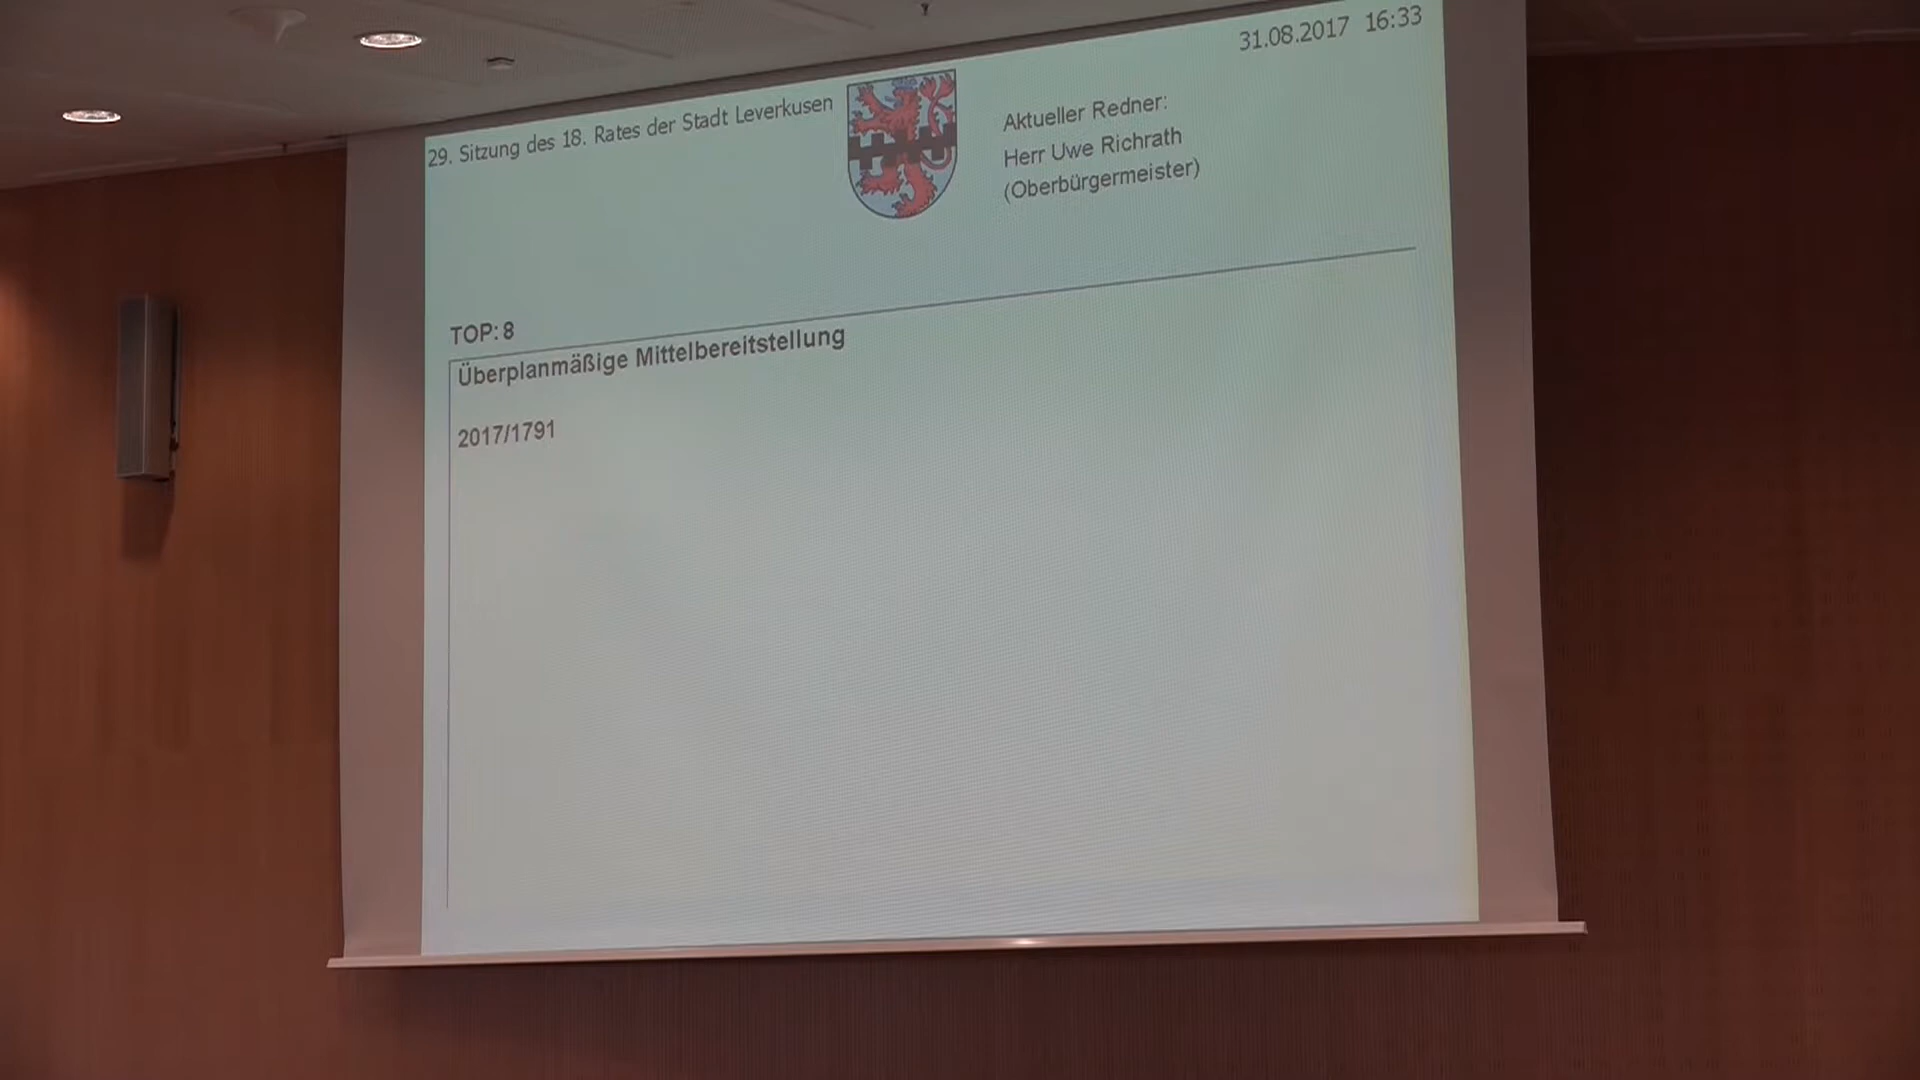 31.08.2017 16:33
29. Sitzung des 18. Rates der Stadt Leverkusen
Aktueller Redner:
Herr Uwe Richrath
(Oberbürgermeister)
TOP: 8
Überplanmäßige Mittelbereitstellung
2017/1791